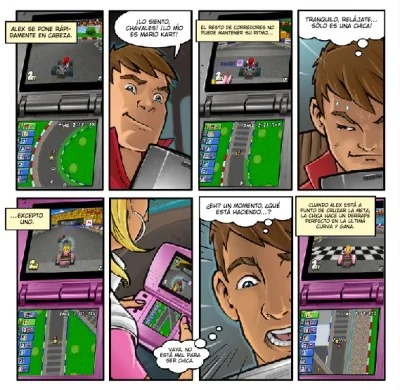 ALEX SE PONE RÁPI-
DAMENTE EN CABEZA.
¡LO SIENTO,
CHAVALES! ¡LO MÍO
ES MARIO KART!
EL RESTO DE CORREDORES NO
PUEDE MANTENER SU RITMO...
TRANQUILO, RELÁJATE...
SÓLO ES UNA CHICA!
...EXCEPTO
UNO.
VAYA, NO
ESTÁ MAL PARA
SER CHICA.
¿EH? UN MOMENTO, ¿QUÉ
ESTÁ HACIENDO...?
CUANDO ALEX ESTÁ A
PUNTO DE CRUZAR LA META,
LA CHICA HACE UN DERRAPE
PERFECTO EN LA ÚLTIMA
CURVA Y GANA.